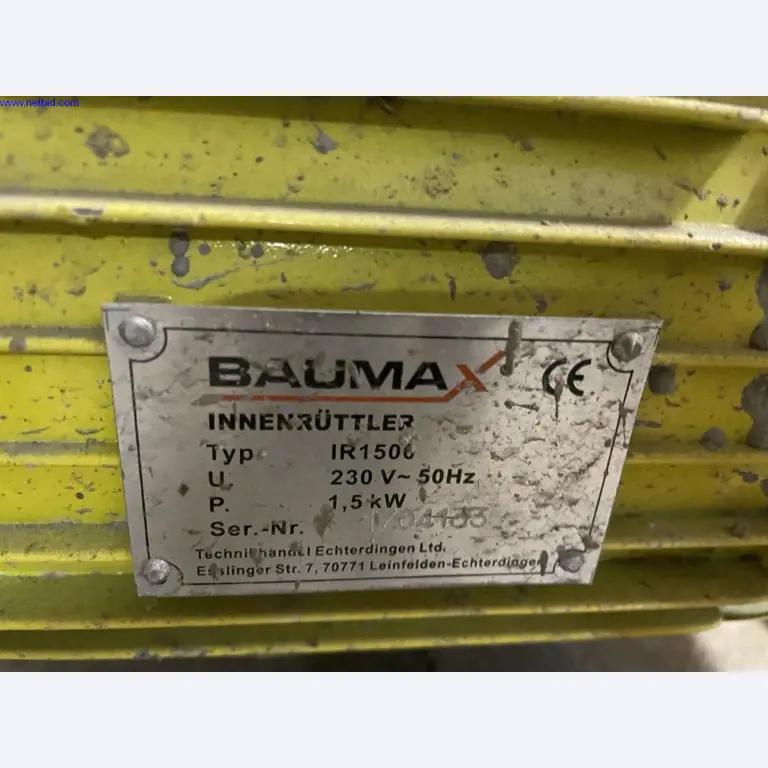 www.netbid.com
BAUMAX CE
INNENRÜTTLER
Typ IR1500
U. 230 V~ 50Hz
P. 1,5 kW
Ser.-Nr.
Technikhandel Echterdingen Ltd.
Esslinger Str. 7, 70771 Leinfelden-Echterdingen